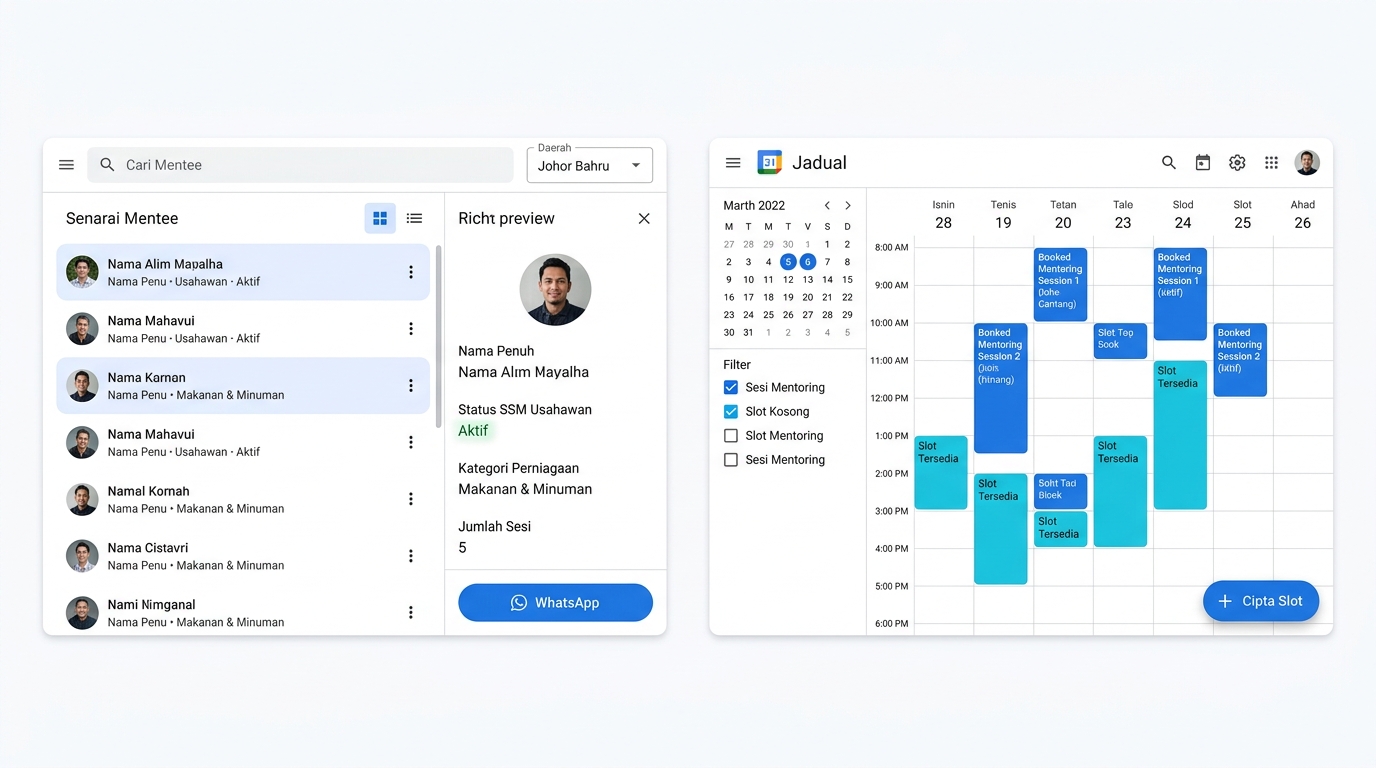 Cari Mentee
Daerah
Johor Bahru
Senarai Mentee
Nama Alim Mapalha
Nama Penu • Usahawan · Aktif
Nama Mahavui
Nama Penu • Usahawan · Aktif
Nama Karnan
Nama Penu • Makanan & Minuman
Nama Mahavui
Nama Penu • Usahawan · Aktif
Namal Kornah
Nama Penu • Makanan & Minuman
Nama Cistavri
Nama Penu • Makanan & Minuman
Nami Nimganal
Nama Penu • Makanan & Minuman
Richt preview
Nama Penuh
Nama Alım Mayalha
Status SSM Usahawan
Aktif
Kategori Perniagaan
Makanan & Minuman
Jumlah Sesi
5
WhatsApp
31
Jadual
Marth 2022
M T M T V S D
27 28 29 30 1 1 2
2 3 4 5 6 7 8
9 10 11 12 13 14 15
16 17 18 19 20 21 22
23 24 25 26 27 28 29
30 31 1 2 3 4 5
Filter
Sesi Mentoring
Slot Kosong
Slot Mentoring
Sesi Mentoring
Isnin Tenis Tetan Tale Slod Slot Ahad
28 19 20 23 24 25 26
8:00 AM
9:00 AM
10:00 AM
11:00 AM
12:00 PM
1:00 PM
2:00 PM
3:00 PM
4:00 PM
5:00 PM
6:00 PM
Slot
Tersedia
Bonked
Mentoring
Session 2
Slot
Tersedia
Booked
Mentoring
Session 1
Cantang)
Soht Tad
Bloek
Slot
Tersedia
Slot Top
Sook
Slot
Tersedia
Booked
Mentoring
Session 1
Slot
Tersedia
Booked
Mentoring
Session 2
Cipta Slot